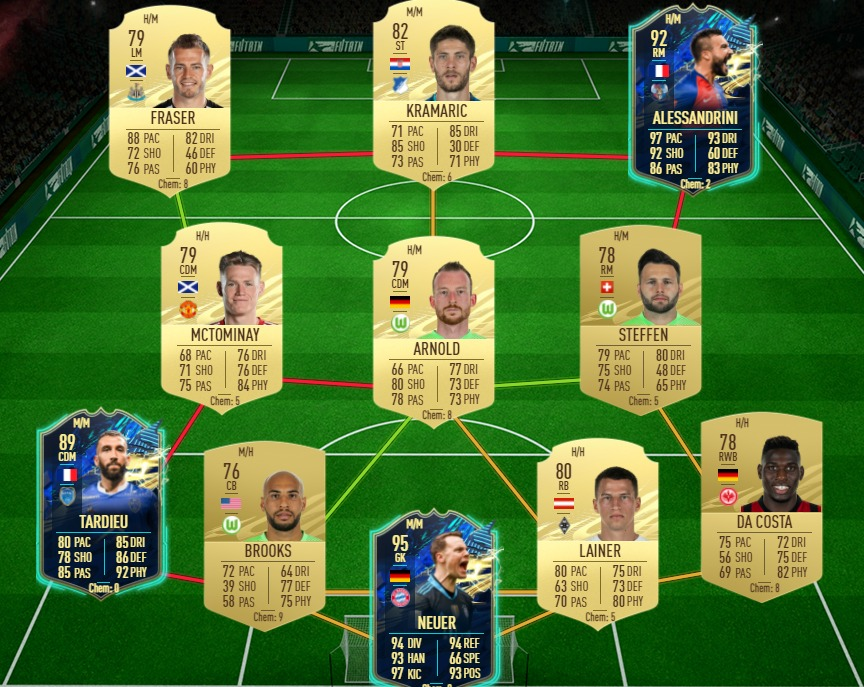 FUTBIN
FUTBIN
FUTBIN
H/M
79
LM
FRASER
88 PAC 82 DRI
72 SHO 46 DEF
76 PAS 60 PHY
Chem: 8
H/M
82
ST
KRAMARIC
71 PAC 85 DRI
85 SHO 30 DEF
73 PAS 71 PHY
Chem: 6
H/M
92
RM
ALESSANDRINI
97 PAC 93 DRI
92 SHO 60 DEF
86 PAS 83 PHY
Chem: 2
H/H
79
CDM
MCTOMINAY
68 PAC 76 DRI
71 SHO 76 DEF
75 PAS 84 PHY
Chem: 5
H/M
79
CDM
W
ARNOLD
66 PAC 77 DRI
80 SHO 73 DEF
78 PAS 73 PHY
Chem: 8
H/M
78
RM
W
STEFFEN
79 PAC 80 DRI
75 SHO 48 DEF
74 PAS 65 PHY
Chem: 5
M/M
89
CDM
TARDIEU
80 PAC 85 DRI
78 SHO 86 DEF
85 PAS 92 PHY
Chem: 0
M/H
76
CB
W
BROOKS
72 PAC 64 DRI
39 SHO 77 DEF
58 PAS 75 PHY
Chem: 9
M/M
95
GK
NEUER
94 DIV 94 REF
93 HAN 66 SPE
97 KIC 93 POS
H/H
80
RB
LAINER
80 PAC 75 DRI
63 SHO 73 DEF
70 PAS 80 PHY
Chem: 5
H/H
78
RWB
DA COSTA
75 PAC 72 DRI
56 SHO 75 DEF
69 PAS 82 PHY
Chem: 8